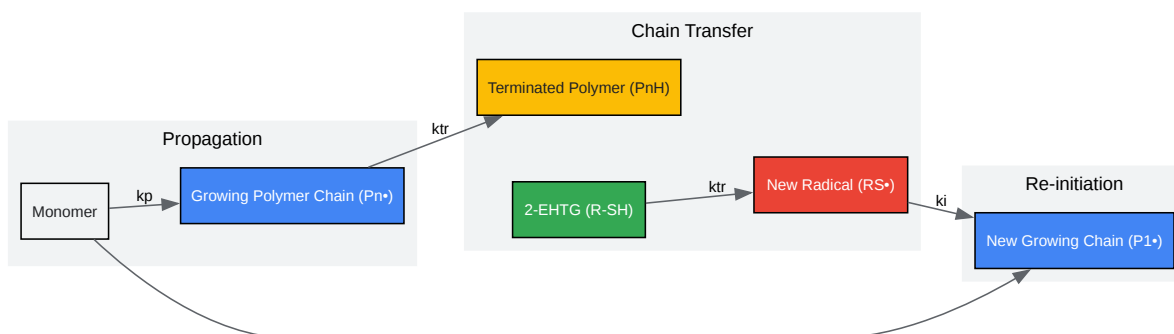 Chain Transfer
Terminated Polymer (PnH)
ktr
Propagation
Growing Polymer Chain (Pn•)
kp
Monomer
2-EHTG (R-SH)
ktr
New Radical (RS•)
ki
Re-initiation
New Growing Chain (P1•)